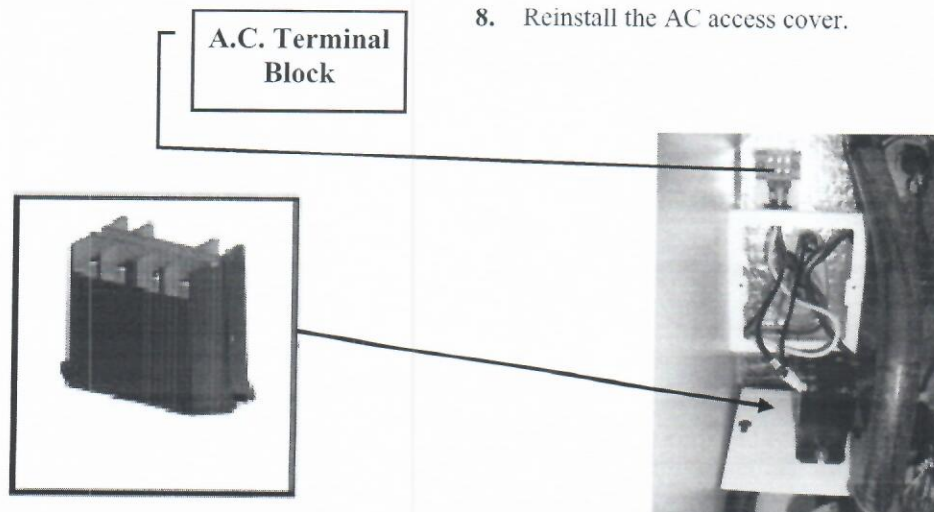 8. Reinstall the AC access cover.
A.C. Terminal
Block